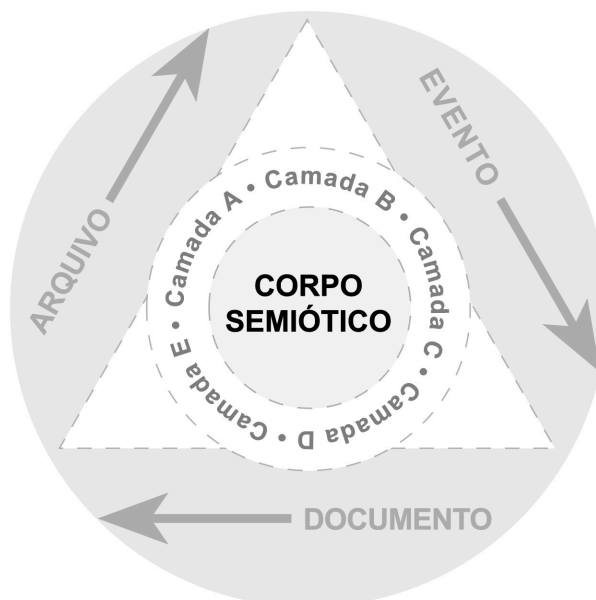 EVENTO
ARQUIVO
Camada A • Camada B • Camada C • Camada D • Camada E •
CORPO
SEMIÓTICO
DOCUMENTO